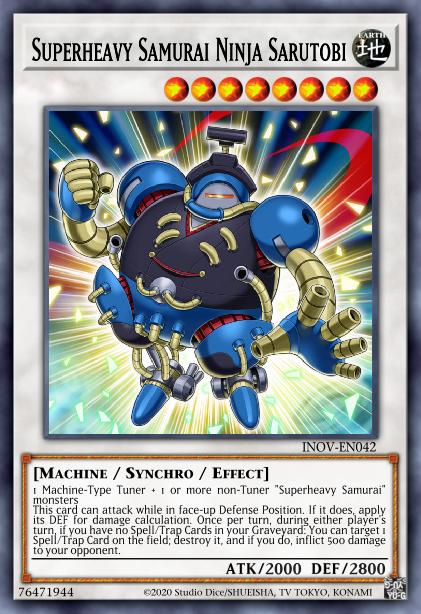 Superheavy Samurai Ninja Sarutobi
EARTH
地
INOV-EN042
[Machine / Synchro / Effect]
1 Machine-Type Tuner + 1 or more non-Tuner "Superheavy Samurai"
monsters
This card can attack while in face-up Defense Position. If it does, apply
its DEF for damage calculation. Once per turn, during either player's
turn, if you have no Spell/Trap Cards in your Graveyard: You can target 1
Spell/Trap Card on the field; destroy it, and if you do, inflict 500 damage
to your opponent.
ATK/2000 DEF/2800
76471944
©2020 Studio Dice/SHUEISHA, TV TOKYO, KONAMI